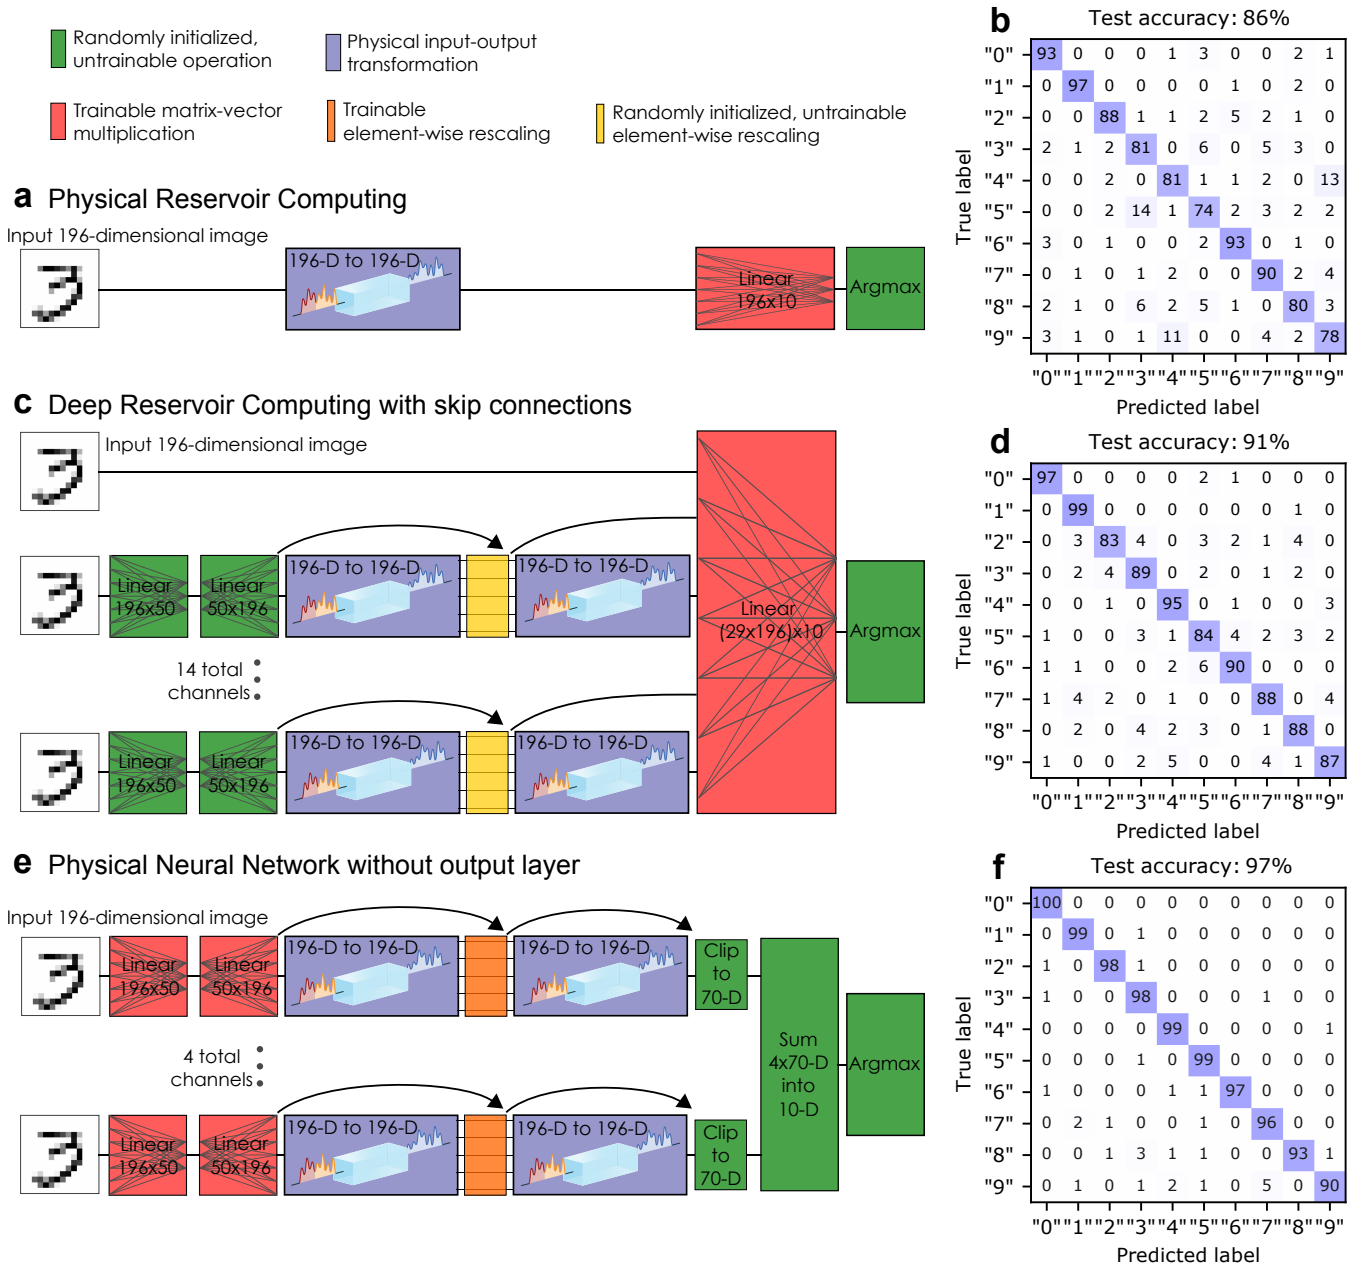 Randomly initialized,
untrainable operation
Physical input-output
transformation
Trainable matrix-vector
multiplication
Trainable
element-wise rescaling
Randomly initialized, untrainable
element-wise rescaling
a Physical Reservoir Computing
Input 196-dimensional image
196-D to 196-D
Linear
196x10
Argmax
b
Test accuracy: 86%
True label
"0" 93 0 0 0 1 3 0 0 2 1
"1" 0 97 0 0 0 0 1 0 2 0
"2" 0 0 88 1 1 2 5 2 1 0
"3" 2 1 2 81 0 6 0 5 3 0
"4" 0 0 2 0 81 1 1 2 0 13
"5" 0 0 2 14 1 74 2 3 2 2
"6" 3 0 1 0 0 2 93 0 1 0
"7" 0 1 0 1 2 0 0 90 2 4
"8" 2 1 0 6 2 5 1 0 80 3
"9" 3 1 0 1 11 0 0 4 2 78
"0" "1" "2" "3" "4" "5" "6" "7" "8" "9"
Predicted label
c Deep Reservoir Computing with skip connections
Input 196-dimensional image
Linear
196x50
Linear
50x196
196-D to 196-D
196-D to 196-D
14 total
channels
Linear
196x50
Linear
50x196
196-D to 196-D
196-D to 196-D
Linear
(29x196)x10
Argmax
d
Test accuracy: 91%
True label
"0" 97 0 0 0 0 2 1 0 0 0
"1" 0 99 0 0 0 0 0 0 1 0
"2" 0 3 83 4 0 3 2 1 4 0
"3" 0 2 4 89 0 2 0 1 2 0
"4" 0 0 1 0 95 0 1 0 0 3
"5" 1 0 0 3 1 84 4 2 3 2
"6" 1 1 0 0 2 6 90 0 0 0
"7" 1 4 2 0 1 0 0 88 0 4
"8" 0 2 0 4 2 3 0 1 88 0
"9" 1 0 0 2 5 0 0 4 1 87
"0" "1" "2" "3" "4" "5" "6" "7" "8" "9"
Predicted label
e Physical Neural Network without output layer
Input 196-dimensional image
Linear
196x50
Linear
50x196
196-D to 196-D
196-D to 196-D
Clip
to
70-D
4 total
channels
Linear
196x50
Linear
50x196
196-D to 196-D
196-D to 196-D
Clip
to
70-D
Sum
4x70-D
into
10-D
Argmax
f
Test accuracy: 97%
True label
"0" 100 0 0 0 0 0 0 0 0 0
"1" 0 99 0 1 0 0 0 0 0 0
"2" 1 0 98 1 0 0 0 0 0 0
"3" 1 0 0 98 0 0 0 1 0 0
"4" 0 0 0 0 99 0 0 0 0 1
"5" 0 0 0 1 0 99 0 0 0 0
"6" 1 0 0 0 1 1 97 0 0 0
"7" 0 2 1 0 0 1 0 96 0 0
"8" 0 0 1 3 1 1 0 0 93 1
"9" 0 1 0 1 2 1 0 5 0 90
"0" "1" "2" "3" "4" "5" "6" "7" "8" "9"
Predicted label